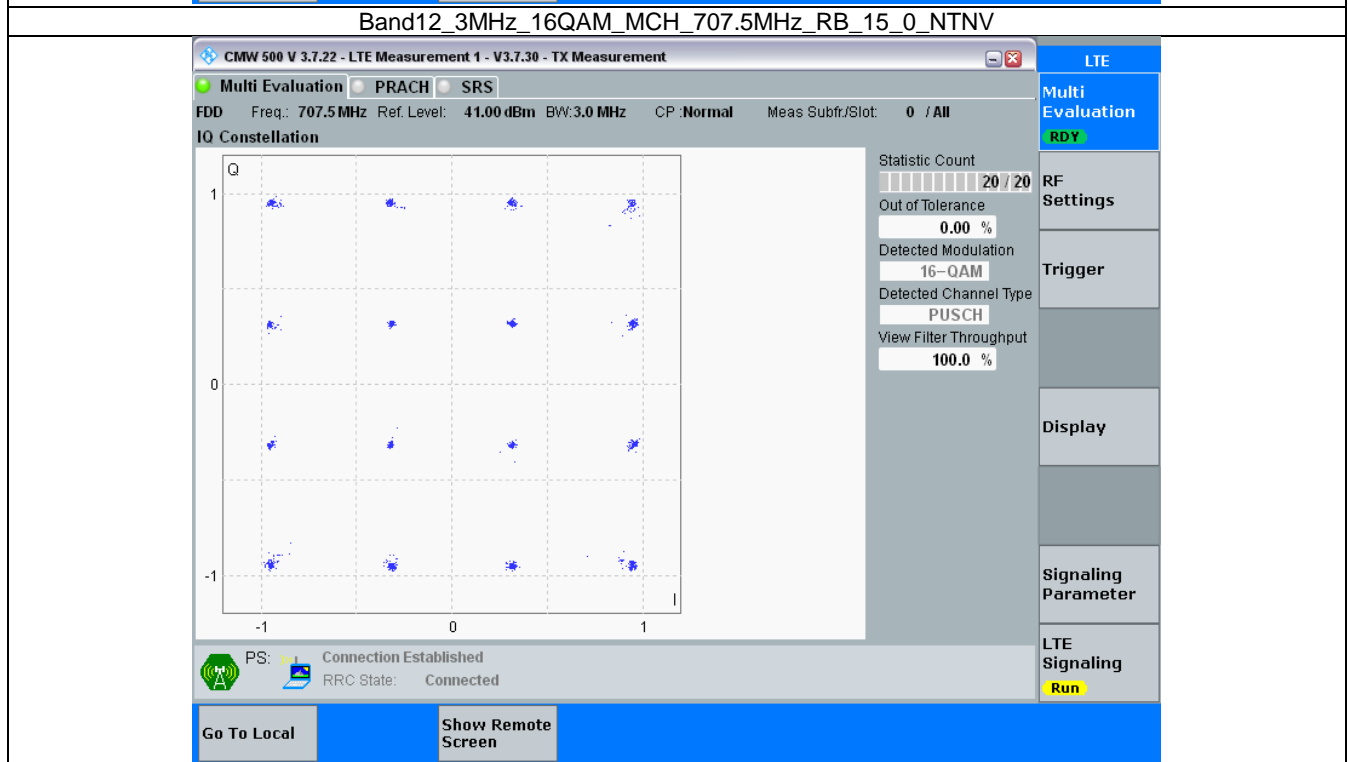 Band12_3MHz_16QAM_MCH_707.5MHz_RB_15_0_NTNV
CMW 500 V 3.7.22 - LTE Measurement 1 - V3.7.30 - TX Measurement
LTE
Multi Evaluation PRACH SRS
FDD Freq.: 707.5 MHz Ref. Level: 41.00 dBm BW: 3.0 MHz CP :Normal Meas Subfr./Slot: 0 / All
IQ Constellation
Q
1
0
-1
I
-1 0 1
Statistic Count
20 / 20
Out of Tolerance
0.00 %
Detected Modulation
16-QAM
Detected Channel Type
PUSCH
View Filter Throughput
100.0 %
PS: Connection Established
RRC State: Connected
Multi
Evaluation
RDY
RF
Settings
Trigger
Display
Signaling
Parameter
LTE
Signaling
Run
Go To Local
Show Remote
Screen